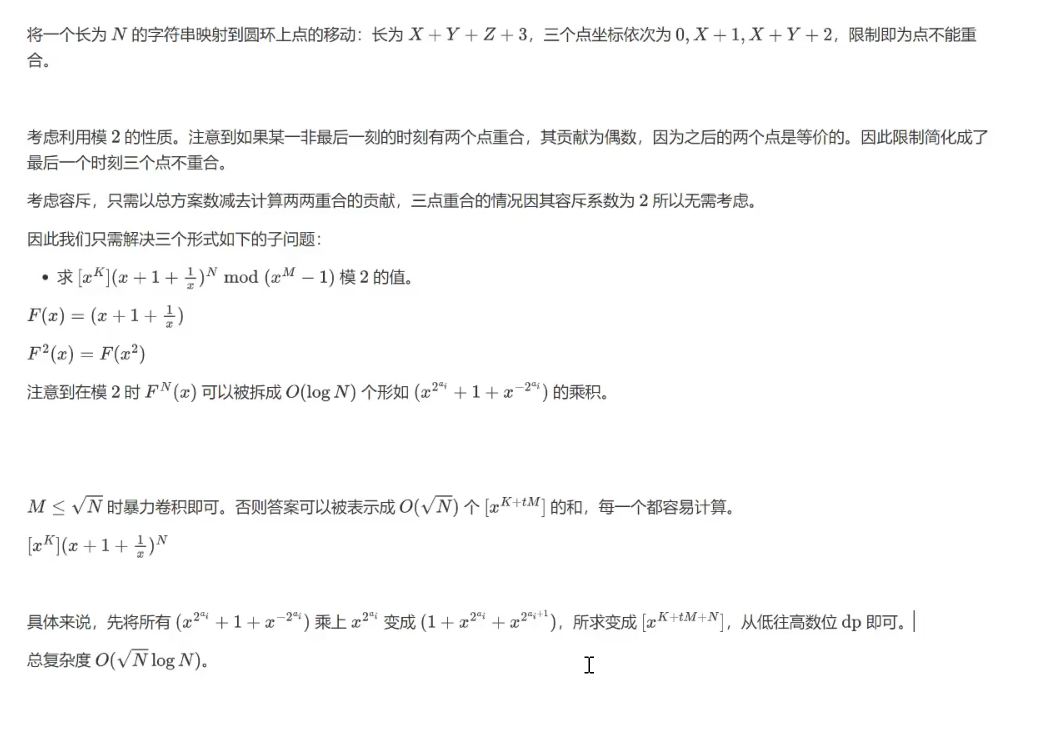 将一个长为 N 的字符串映射到圆环上点的移动：长为 X + Y + Z + 3，三个点坐标依次为 0, X + 1, X + Y + 2，限制即为点不能重
合。
考虑利用模 2 的性质。注意到如果某一非最后一刻的时刻有两个点重合，其贡献为偶数，因为之后的两个点是等价的。因此限制简化成了
最后一个时刻三个点不重合。
考虑容斥，只需以总方案数减去计算两两重合的贡献，三点重合的情况因其容斥系数为 2 所以无需考虑。
因此我们只需解决三个形式如下的子问题：
• 求 $[x^K](x + 1 + \frac{1}{x})^N \bmod (x^M - 1)$ 模 2 的值。
$F(x) = (x + 1 + \frac{1}{x})$
$F^2(x) = F(x^2)$
注意到在模 2 时 $F^N(x)$ 可以被拆成 $O(\log N)$ 个形如 $(x^{2^{a_i}} + 1 + x^{-2^{a_i}})$ 的乘积。
$M \leq \sqrt{N}$ 时暴力卷积即可。否则答案可以被表示成 $O(\sqrt{N})$ 个 $[x^{K+tM}]$ 的和，每一个都容易计算。
$[x^K](x + 1 + \frac{1}{x})^N$
具体来说，先将所有 $(x^{2^{a_i}} + 1 + x^{-2^{a_i}})$ 乘上 $x^{2^{a_i}}$ 变成 $(1 + x^{2^{a_i}} + x^{2^{a_i+1}})$，所求变成 $[x^{K+tM+N}]$，从低往高数位 dp 即可。
总复杂度 $O(\sqrt{N} \log N)$。